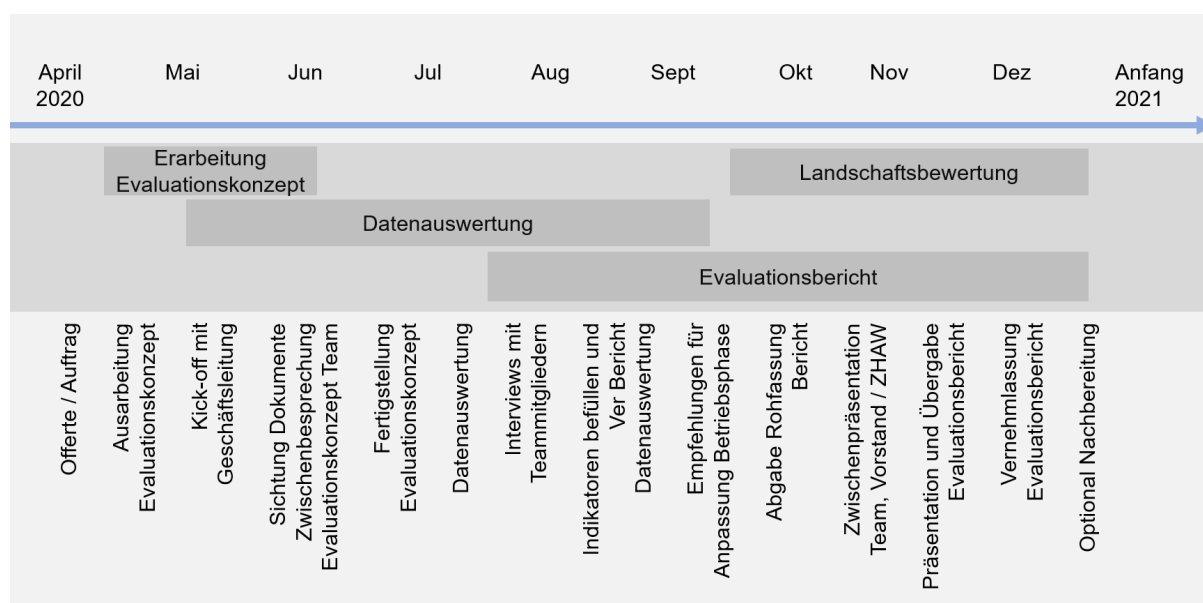 April
2020
Mai
Jun
Jul
Aug
Sept
Okt
Nov
Dez
Anfang
2021
Erarbeitung
Evaluationskonzept
Landschaftsbewertung
Datenauswertung
Evaluationsbericht
Offerte / Auftrag
Ausarbeitung
Evaluationskonzept
Kick-off mit
Geschäftsleitung
Sichtung Dokumente
Zwischenbesprechung
Evaluationskonzept Team
Fertigstellung
Evaluationskonzept
Datenauswertung
Interviews mit
Teammitgliedern
Indikatoren befüllen und
Ver Bericht
Datenauswertung
Empfehlungen für
Anpassung Betriebsphase
Abgabe Rohfassung
Bericht
Zwischenpräsentation
Team, Vorstand / ZHAW
Präsentation und Übergabe
Evaluationsbericht
Vernehmlassung
Evaluationsbericht
Optional Nachbereitung